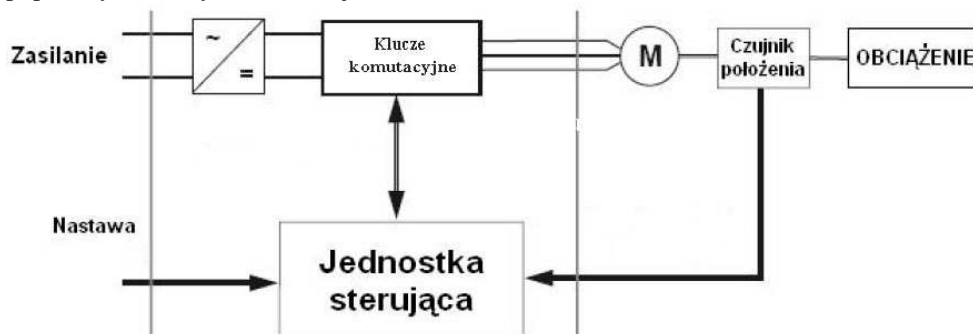 Zasilanie
~
=
Klucze
komutacyjne
M
Czujnik
położenia
OBCIĄŻENIE
Nastawa
Jednostka
sterująca